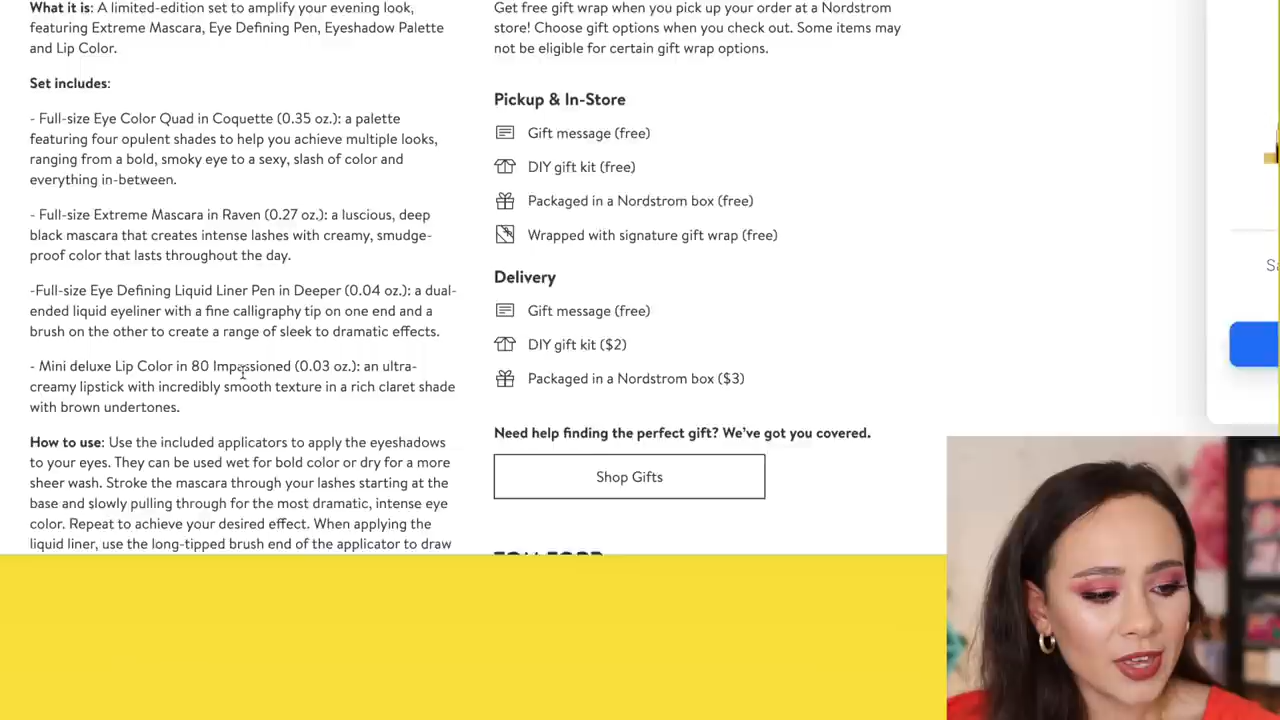 What it is: A limited-edition set to amplify your evening look,
featuring Extreme Mascara, Eye Defining Pen, Eyeshadow Palette
and Lip Color.
Set includes:
- Full-size Eye Color Quad in Coquette (0.35 oz.): a palette
featuring four opulent shades to help you achieve multiple looks,
ranging from a bold, smoky eye to a sexy, slash of color and
everything in-between.
- Full-size Extreme Mascara in Raven (0.27 oz.): a luscious, deep
black mascara that creates intense lashes with creamy, smudge-
proof color that lasts throughout the day.
-Full-size Eye Defining Liquid Liner Pen in Deeper (0.04 oz.): a dual-
ended liquid eyeliner with a fine calligraphy tip on one end and a
brush on the other to create a range of sleek to dramatic effects.
- Mini deluxe Lip Color in 80 Impassioned (0.03 oz.): an ultra-
creamy lipstick with incredibly smooth texture in a rich claret shade
with brown undertones.
How to use: Use the included applicators to apply the eyeshadows
to your eyes. They can be used wet for bold color or dry for a more
sheer wash. Stroke the mascara through your lashes starting at the
base and slowly pulling through for the most dramatic, intense eye
color. Repeat to achieve your desired effect. When applying the
liquid liner, use the long-tipped brush end of the applicator to draw
Get free gift wrap when you pick up your order at a Nordstrom
store! Choose gift options when you check out. Some items may
not be eligible for certain gift wrap options.
Pickup & In-Store
Gift message (free)
DIY gift kit (free)
Packaged in a Nordstrom box (free)
Wrapped with signature gift wrap (free)
Delivery
Gift message (free)
DIY gift kit ($2)
Packaged in a Nordstrom box ($3)
Need help finding the perfect gift? We've got you covered.
Shop Gifts